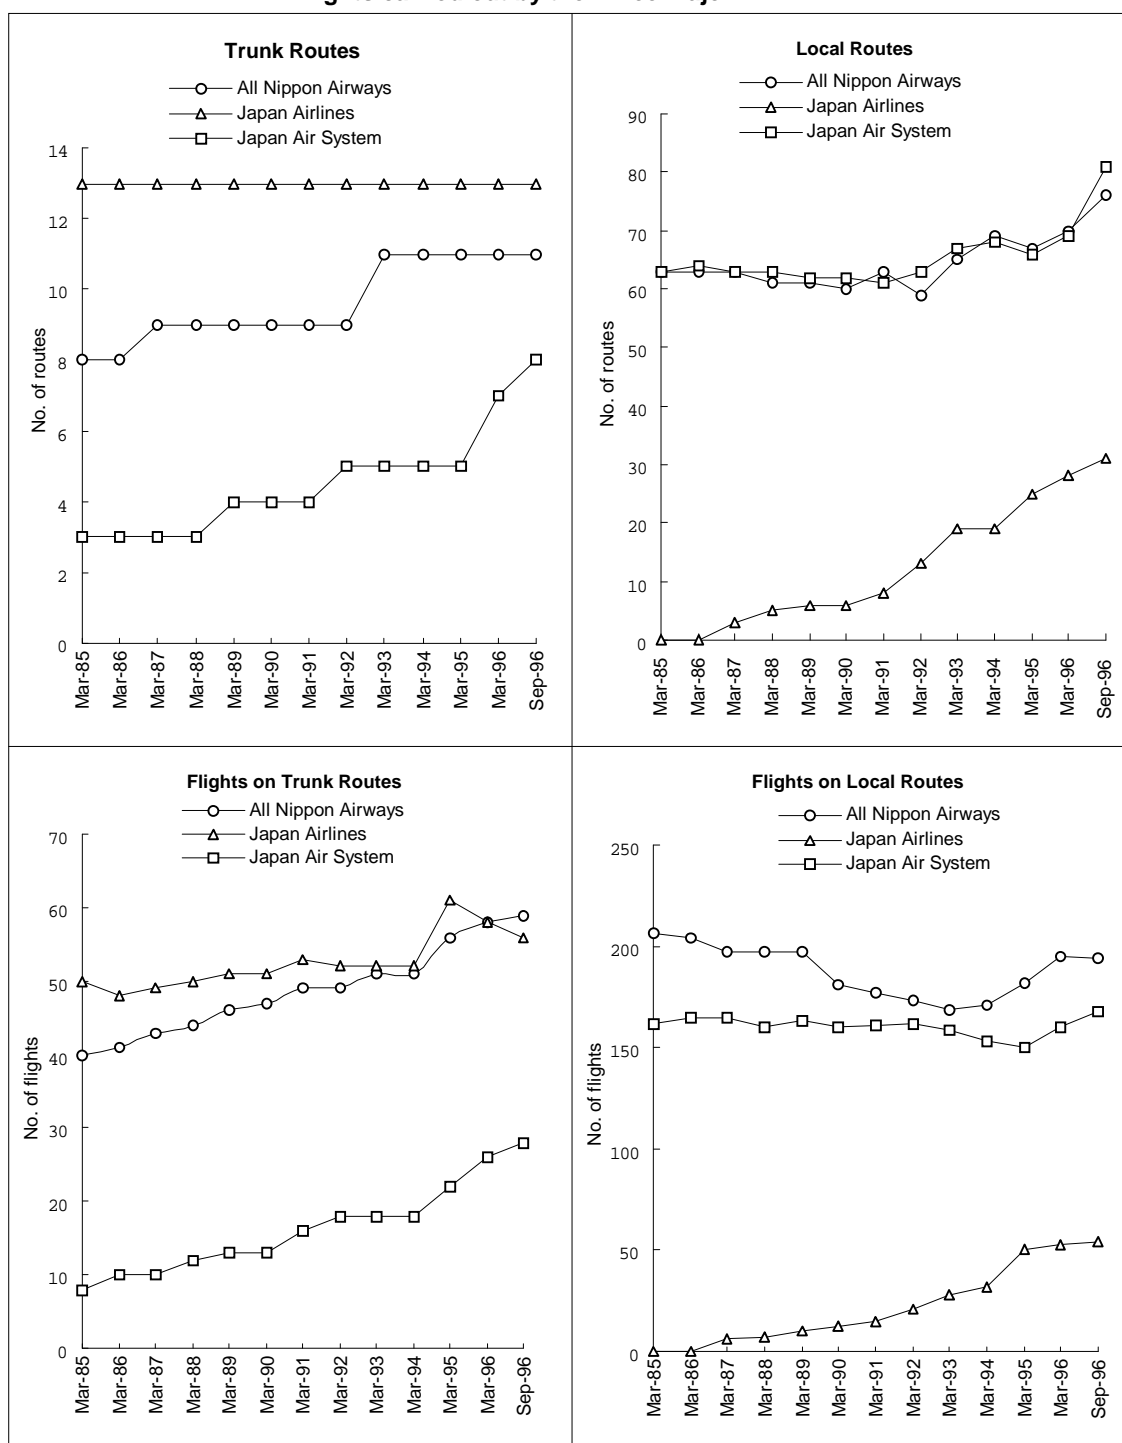 Trunk Routes
All Nippon Airways
Japan Airlines
Japan Air System
14
12
10
8
6
4
2
0
No. of routes
Mar-85
Mar-86
Mar-87
Mar-88
Mar-89
Mar-90
Mar-91
Mar-92
Mar-93
Mar-94
Mar-95
Mar-96
Sep-96
Local Routes
All Nippon Airways
Japan Airlines
Japan Air System
90
80
70
60
50
40
30
20
10
0
No. of routes
Mar-85
Mar-86
Mar-87
Mar-88
Mar-89
Mar-90
Mar-91
Mar-92
Mar-93
Mar-94
Mar-95
Mar-96
Sep-96
Flights on Trunk Routes
All Nippon Airways
Japan Airlines
Japan Air System
70
60
50
40
30
20
10
0
No. of flights
Mar-85
Mar-86
Mar-87
Mar-88
Mar-89
Mar-90
Mar-91
Mar-92
Mar-93
Mar-94
Mar-95
Mar-96
Sep-96
Flights on Local Routes
All Nippon Airways
Japan Airlines
Japan Air System
250
200
150
100
50
0
No. of flights
Mar-85
Mar-86
Mar-87
Mar-88
Mar-89
Mar-90
Mar-91
Mar-92
Mar-93
Mar-94
Mar-95
Mar-96
Sep-96